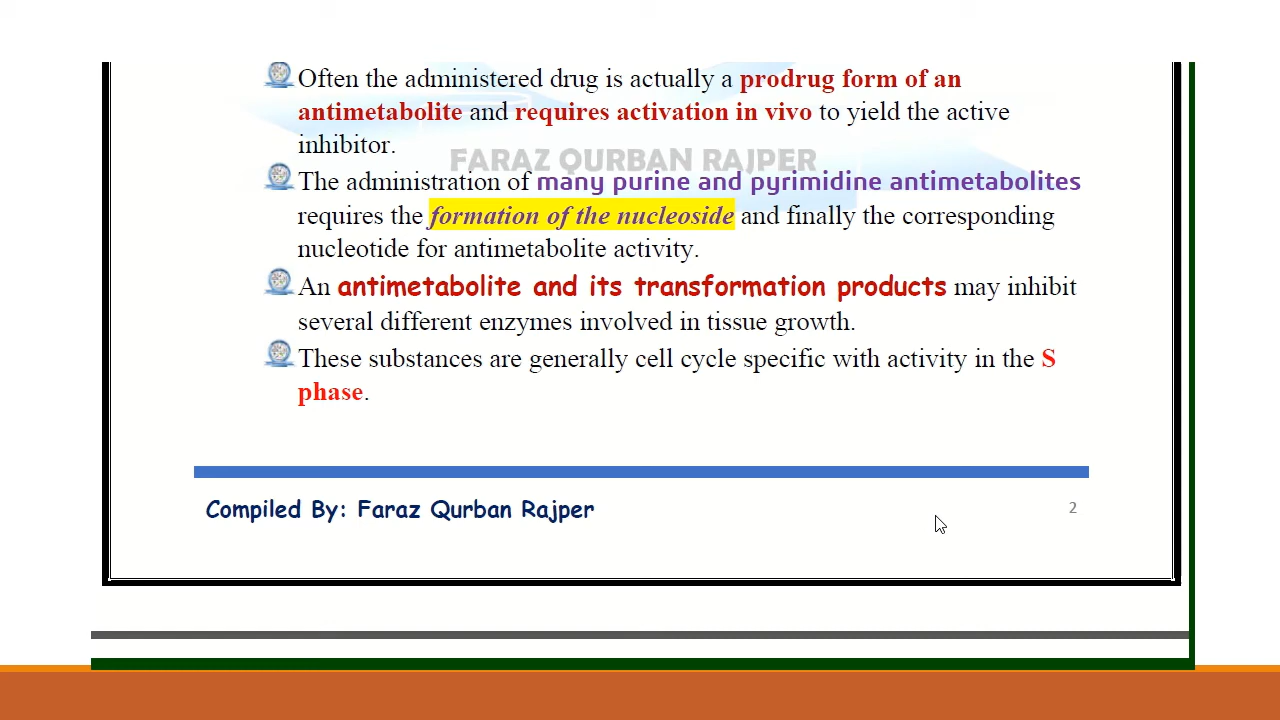 Often the administered drug is actually a prodrug form of an
antimetabolite and requires activation in vivo to yield the active
inhibitor.
FARAZ QURBAN RAJPER
The administration of many purine and pyrimidine antimetabolites
requires the formation of the nucleoside and finally the corresponding
nucleotide for antimetabolite activity.
An antimetabolite and its transformation products may inhibit
several different enzymes involved in tissue growth.
These substances are generally cell cycle specific with activity in the S
phase.
Compiled By: Faraz Qurban Rajper
2